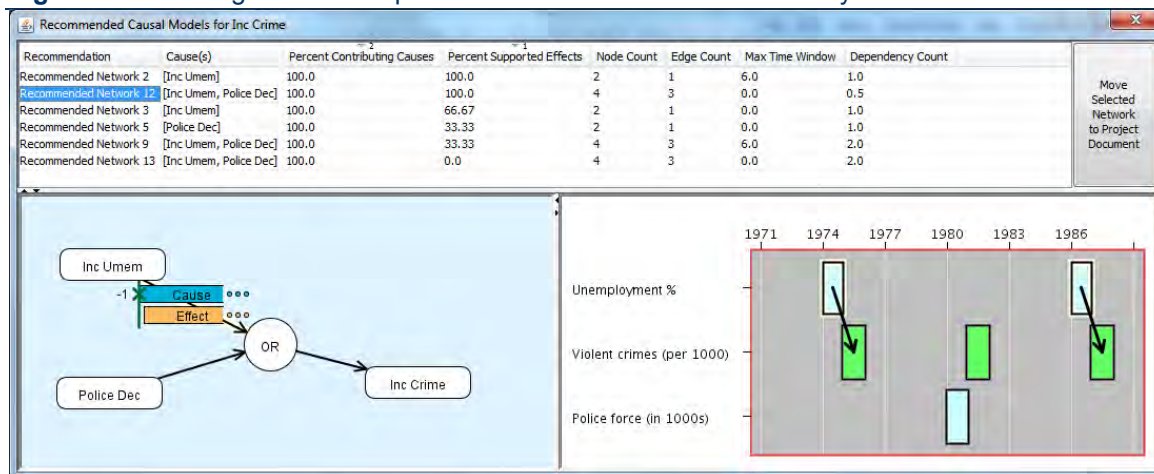 Recommended Causal Models for Inc Crime
Recommendation Cause(s) Percent Contributing Causes 2 Percent Supported Effects 1 Node Count Edge Count Max Time Window Dependency Count
Recommended Network 2 [Inc Umem] 100.0 100.0 2 1 6.0 1.0
Recommended Network 12 [Inc Umem, Police Dec] 100.0 100.0 4 3 0.0 0.5
Recommended Network 3 [Inc Umem] 100.0 66.67 2 1 0.0 1.0
Recommended Network 5 [Police Dec] 100.0 33.33 2 1 0.0 1.0
Recommended Network 9 [Inc Umem, Police Dec] 100.0 33.33 4 3 6.0 2.0
Recommended Network 13 [Inc Umem, Police Dec] 100.0 0.0 4 3 0.0 2.0
Move
Selected
Network
to Project
Document
Inc Umem
-1 Cause
Effect
OR
Police Dec
Inc Crime
1971 1974 1977 1980 1983 1986
Unemployment %
Violent crimes (per 1000)
Police force (in 1000s)